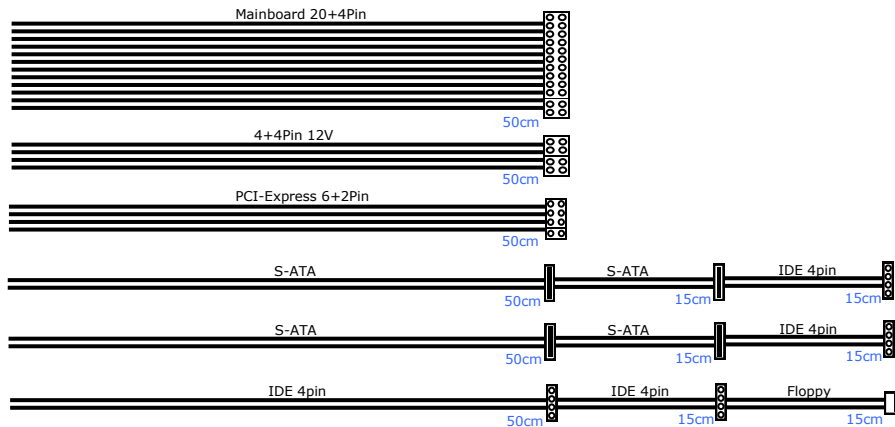 Mainboard 20+4Pin
50cm
4+4Pin 12V
50cm
PCI-Express 6+2Pin
50cm
S-ATA S-ATA IDE 4pin
50cm 15cm 15cm
S-ATA S-ATA IDE 4pin
50cm 15cm 15cm
IDE 4pin IDE 4pin Floppy
50cm 15cm 15cm